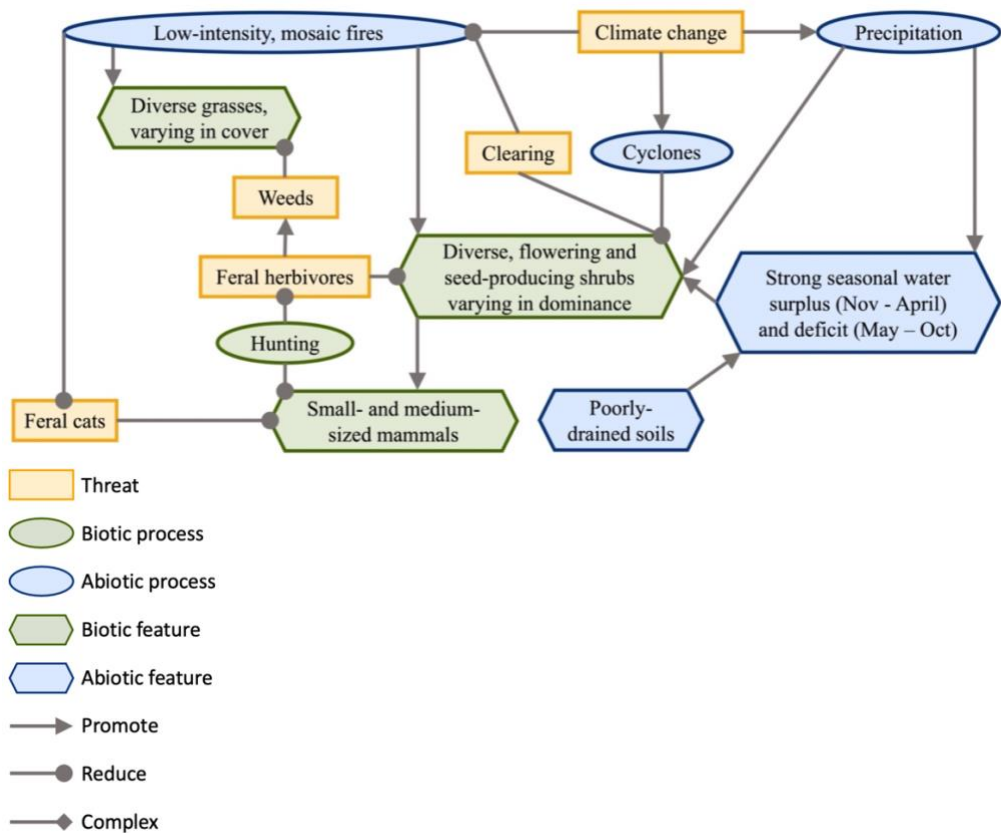 Low-intensity, mosaic fires
Climate change
Precipitation
Diverse grasses,
varying in cover
Clearing
Cyclones
Weeds
Feral herbivores
Diverse, flowering and
seed-producing shrubs
varying in dominance
Strong seasonal water
surplus (Nov - April)
and deficit (May – Oct)
Hunting
Feral cats
Small- and medium-
sized mammals
Poorly-
drained soils
Threat
Biotic process
Abiotic process
Biotic feature
Abiotic feature
Promote
Reduce
Complex